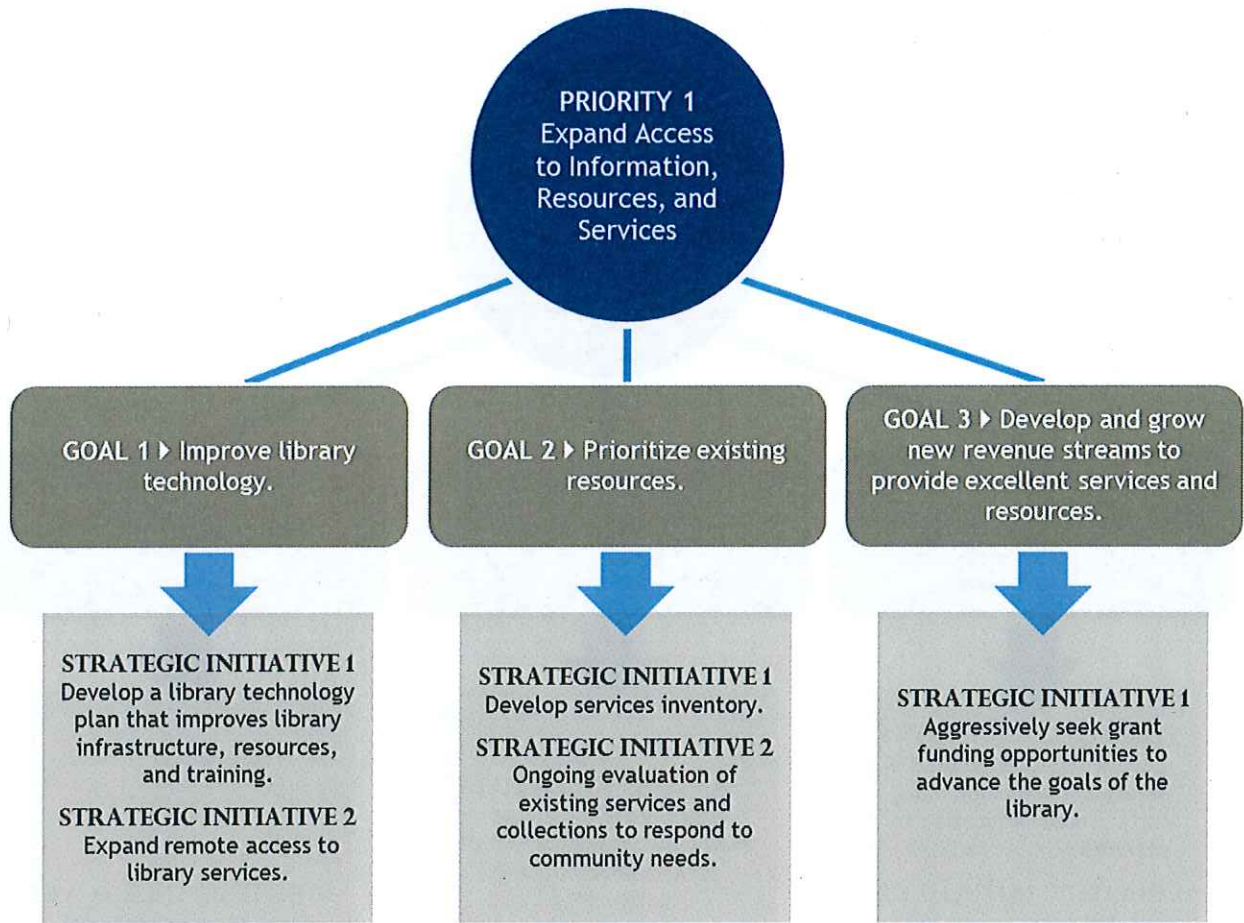 PRIORITY 1
Expand Access
to Information,
Resources, and
Services
GOAL 1 ▶ Improve library
technology.
GOAL 2 ▶ Prioritize existing
resources.
GOAL 3 ▶ Develop and grow
new revenue streams to
provide excellent services and
resources.
STRATEGIC INITIATIVE 1
Develop a library technology
plan that improves library
infrastructure, resources,
and training.
STRATEGIC INITIATIVE 2
Expand remote access to
library services.
STRATEGIC INITIATIVE 1
Develop services inventory.
STRATEGIC INITIATIVE 2
Ongoing evaluation of
existing services and
collections to respond to
community needs.
STRATEGIC INITIATIVE 1
Aggressively seek grant
funding opportunities to
advance the goals of the
library.